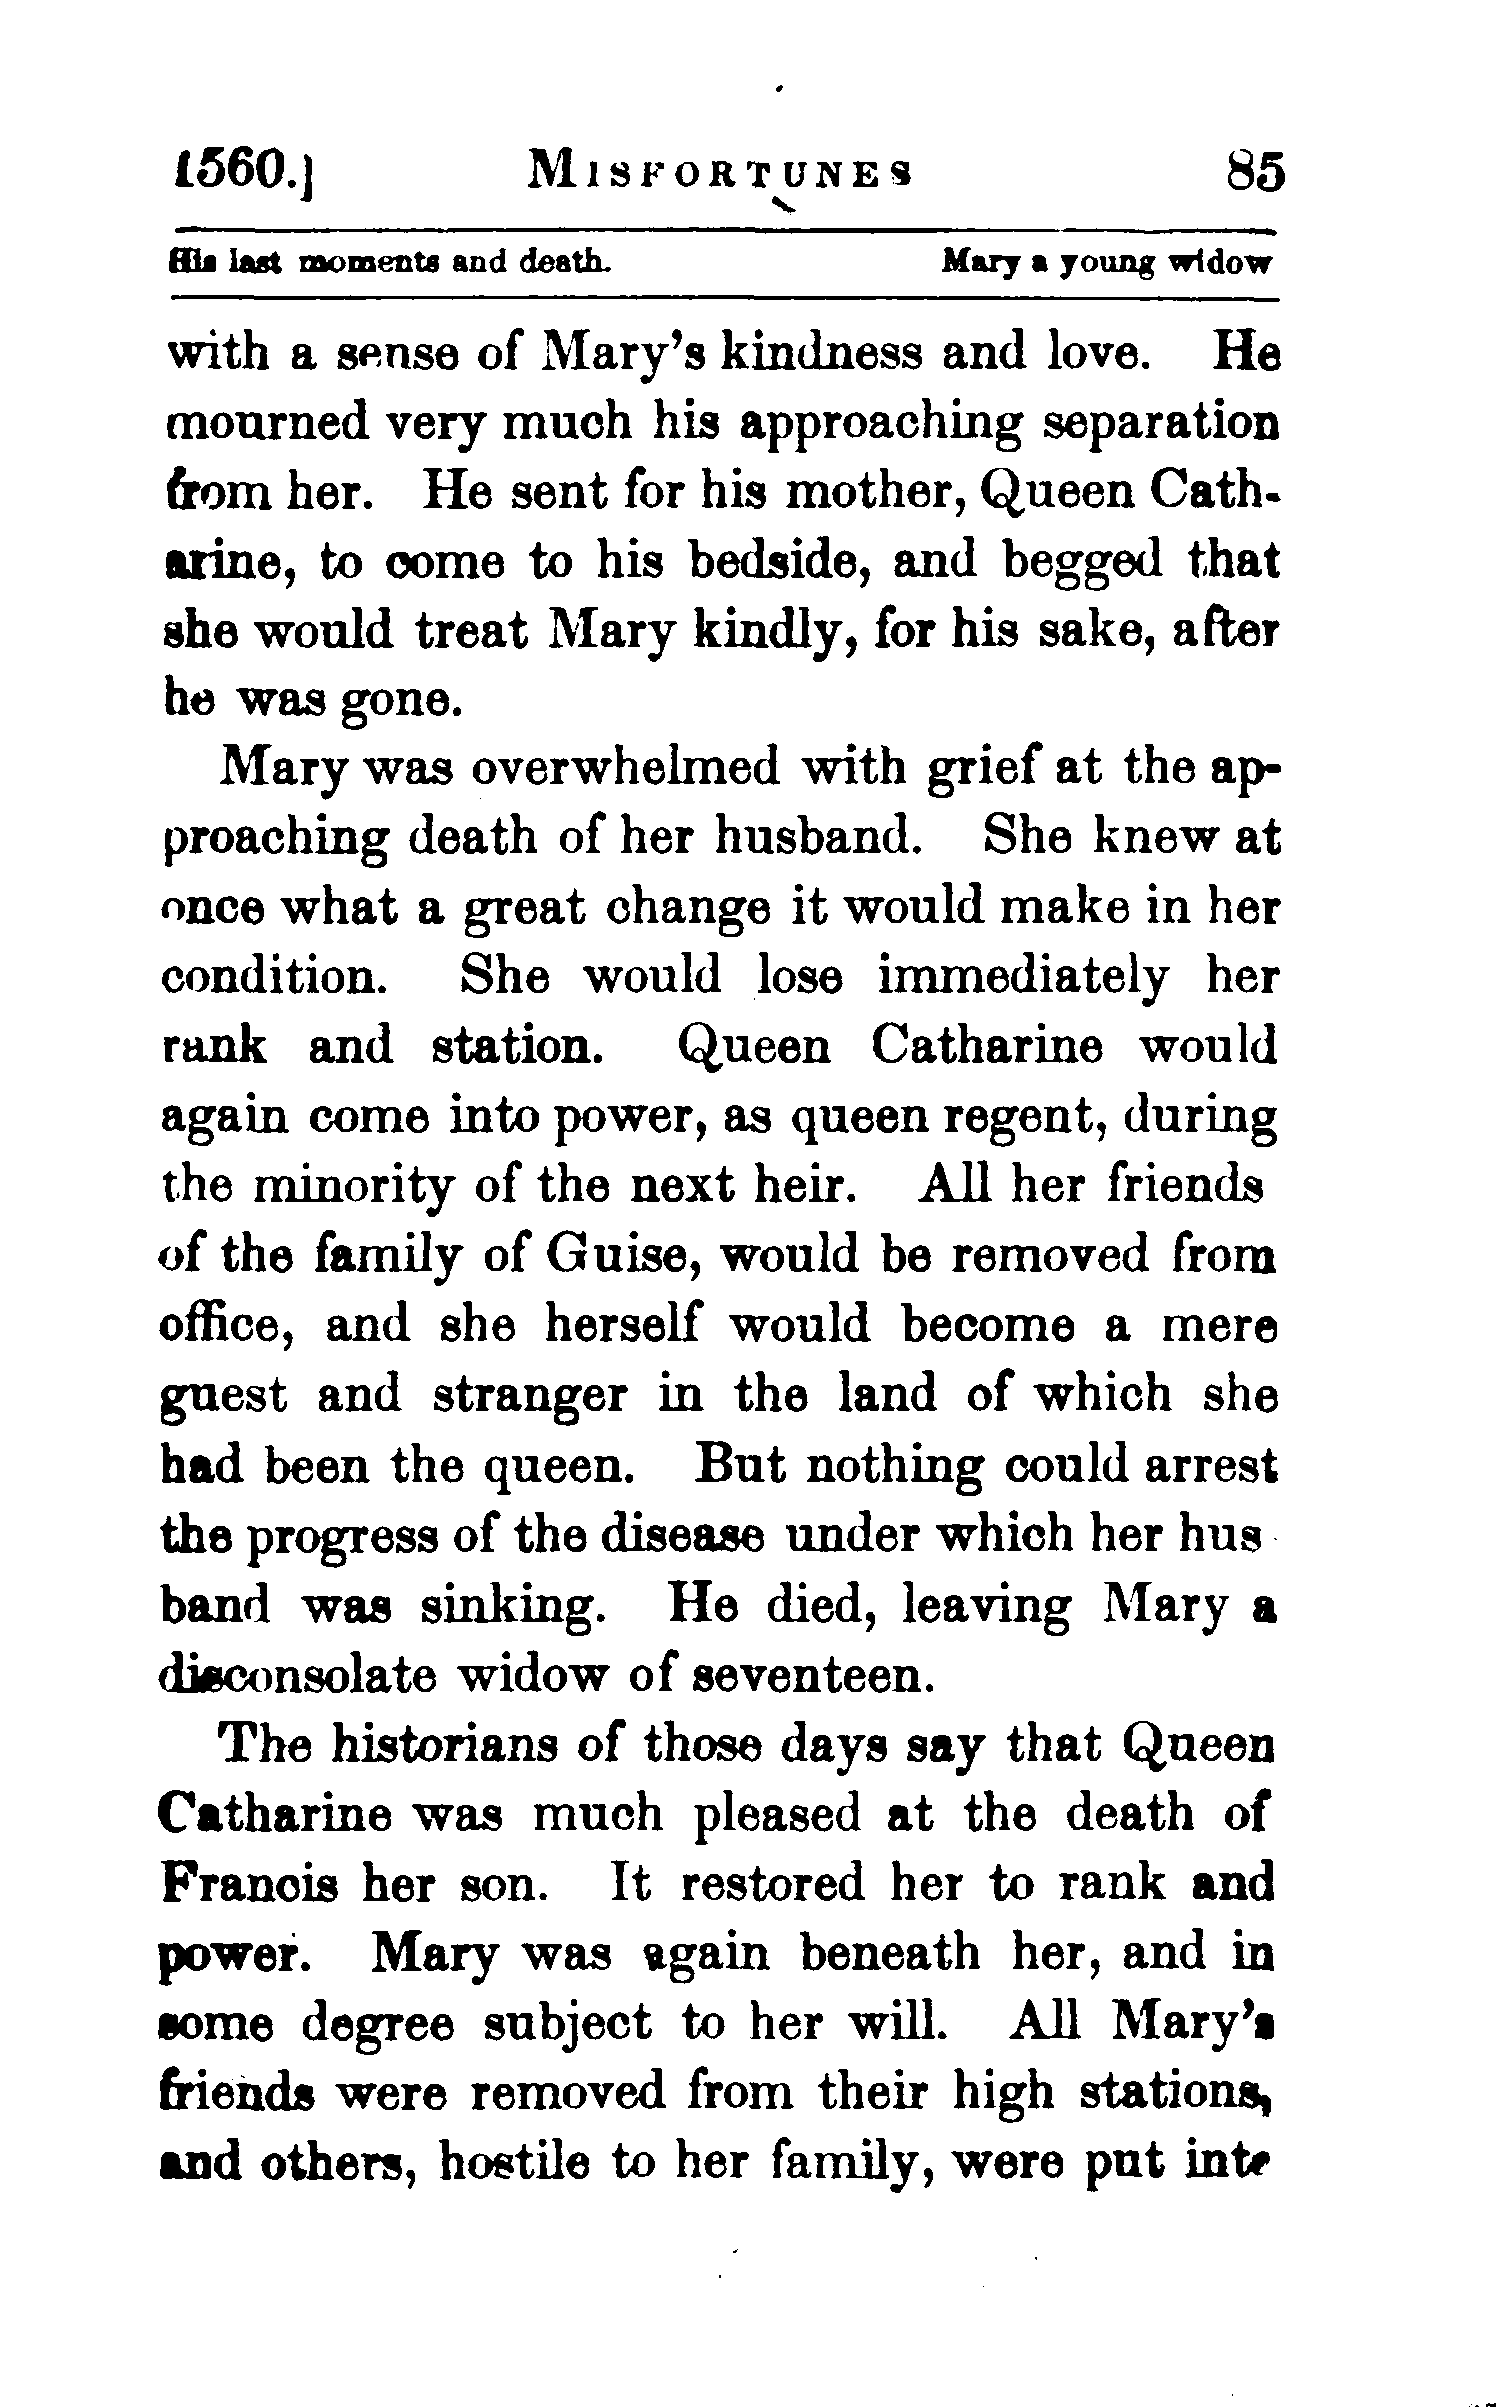 1560.] MISFORTUNES 85
His last moments and death. Mary a young widow
with a sense of Mary's kindness and love. He
mourned very much his approaching separation
from her. He sent for his mother, Queen Cath-
arine, to come to his bedside, and begged that
she would treat Mary kindly, for his sake, after
he was gone.
Mary was overwhelmed with grief at the ap-
proaching death of her husband. She knew at
once what a great change it would make in her
condition. She would lose immediately her
rank and station. Queen Catharine would
again come into power, as queen regent, during
the minority of the next heir. All her friends
of the family of Guise, would be removed from
office, and she herself would become a mere
guest and stranger in the land of which she
had been the queen. But nothing could arrest
the progress of the disease under which her hus-
band was sinking. He died, leaving Mary a
disconsolate widow of seventeen.
The historians of those days say that Queen
Catharine was much pleased at the death of
Francis her son. It restored her to rank and
power. Mary was again beneath her, and in
some degree subject to her will. All Mary's
friends were removed from their high stations,
and others, hostile to her family, were put into